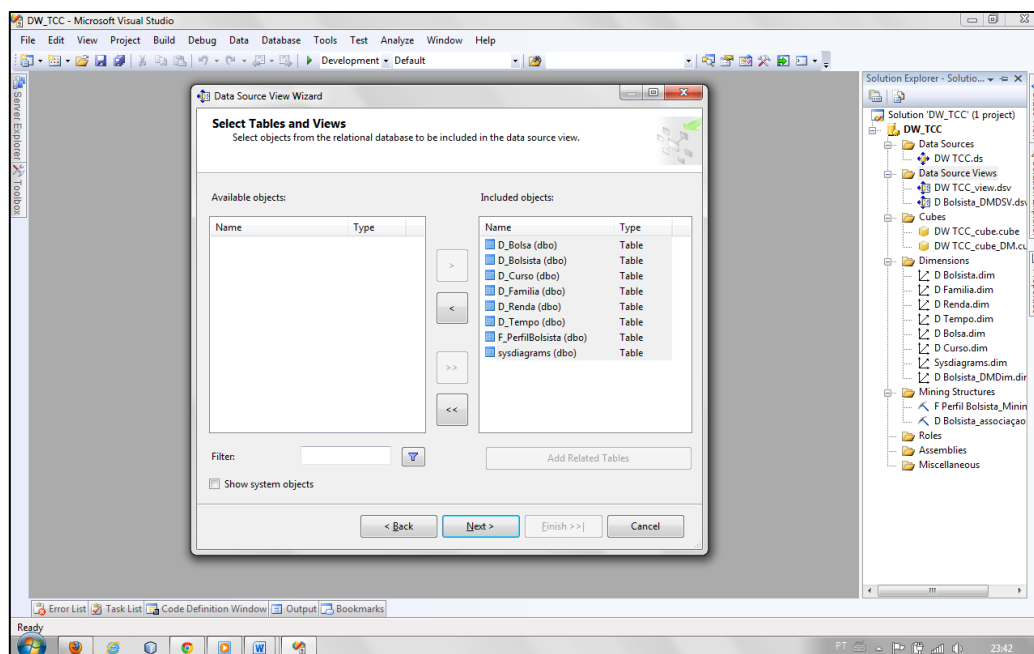 DW_TCC - Microsoft Visual Studio
File Edit View Project Build Debug Data Database Tools Test Analyze Window Help
Development Default
Server Explorer
Toolbox
Data Source View Wizard
Select Tables and Views
Select objects from the relational database to be included in the data source view.
Available objects:
Name Type
> 
<
>>
<<
Included objects:
Name Type
D_Bolsa (dbo) Table
D_Bolsista (dbo) Table
D_Curso (dbo) Table
D_Familia (dbo) Table
D_Renda (dbo) Table
D_Tempo (dbo) Table
F_PerfilBolsista (dbo) Table
sysdiagrams (dbo) Table
Filter:
Add Related Tables
Show system objects
< Back Next > Finish >>| Cancel
Solution Explorer - Solutio...
Solution 'DW_TCC' (1 project)
DW_TCC
Data Sources
DW TCC.ds
Data Source Views
DW TCC_view.dsv
D Bolsista_DMDSV.dsv
Cubes
DW TCC_cube.cube
DW TCC_cube_DM.cu
Dimensions
D Bolsista.dim
D Familia.dim
D Renda.dim
D Tempo.dim
D Bolsa.dim
D Curso.dim
Sysdiagrams.dim
D Bolsista_DMDim.dir
Mining Structures
F Perfil Bolsista_Minin
D Bolsista_associaçao
Roles
Assemblies
Miscellaneous
Error List Task List Code Definition Window Output Bookmarks
Ready
PT 23:42